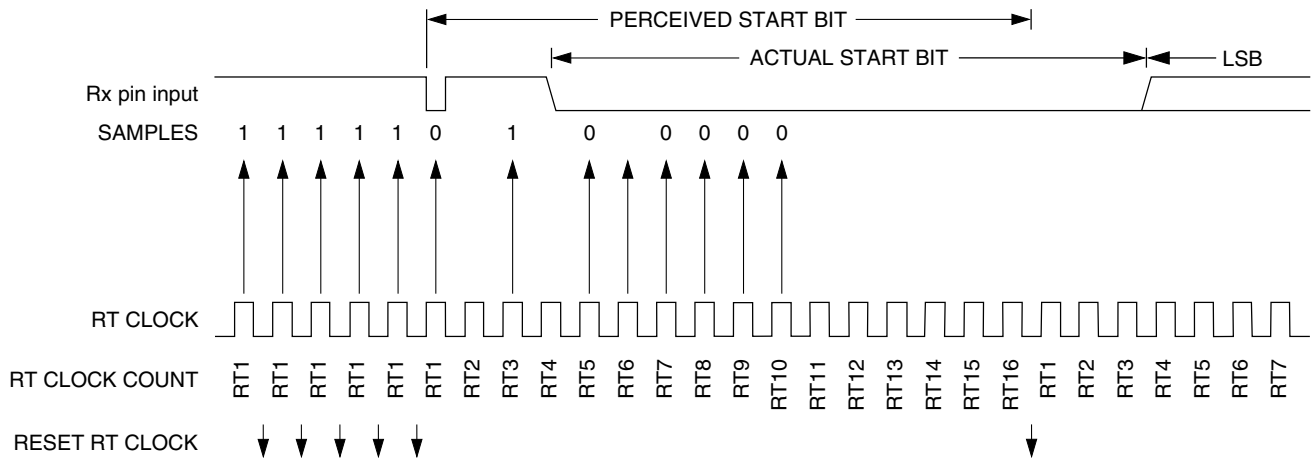 PERCEIVED START BIT
ACTUAL START BIT
LSB
Rx pin input
SAMPLES 1 1 1 1 1 0 1 0 0 0 0 0
RT CLOCK
RT CLOCK COUNT RT1 RT1 RT1 RT1 RT1 RT1 RT2 RT3 RT4 RT5 RT6 RT7 RT8 RT9 RT10 RT11 RT12 RT13 RT14 RT15 RT16 RT1 RT2 RT3 RT4 RT5 RT6 RT7
RESET RT CLOCK